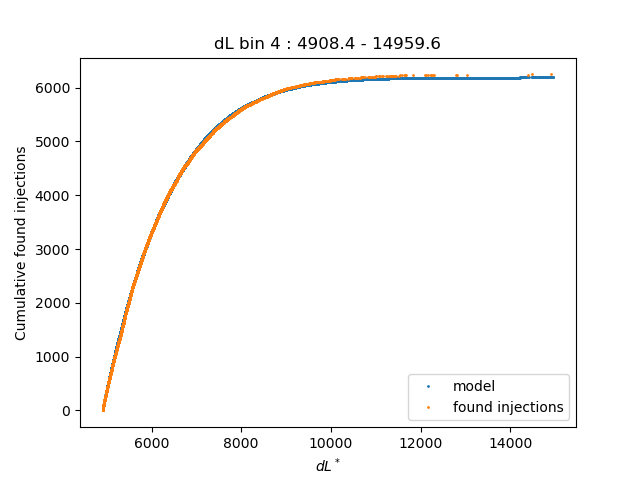 dL bin 4 : 4908.4 - 14959.6
Cumulative found injections
6000
5000
4000
3000
2000
1000
0
6000 8000 10000 12000 14000
dL*
model
found injections